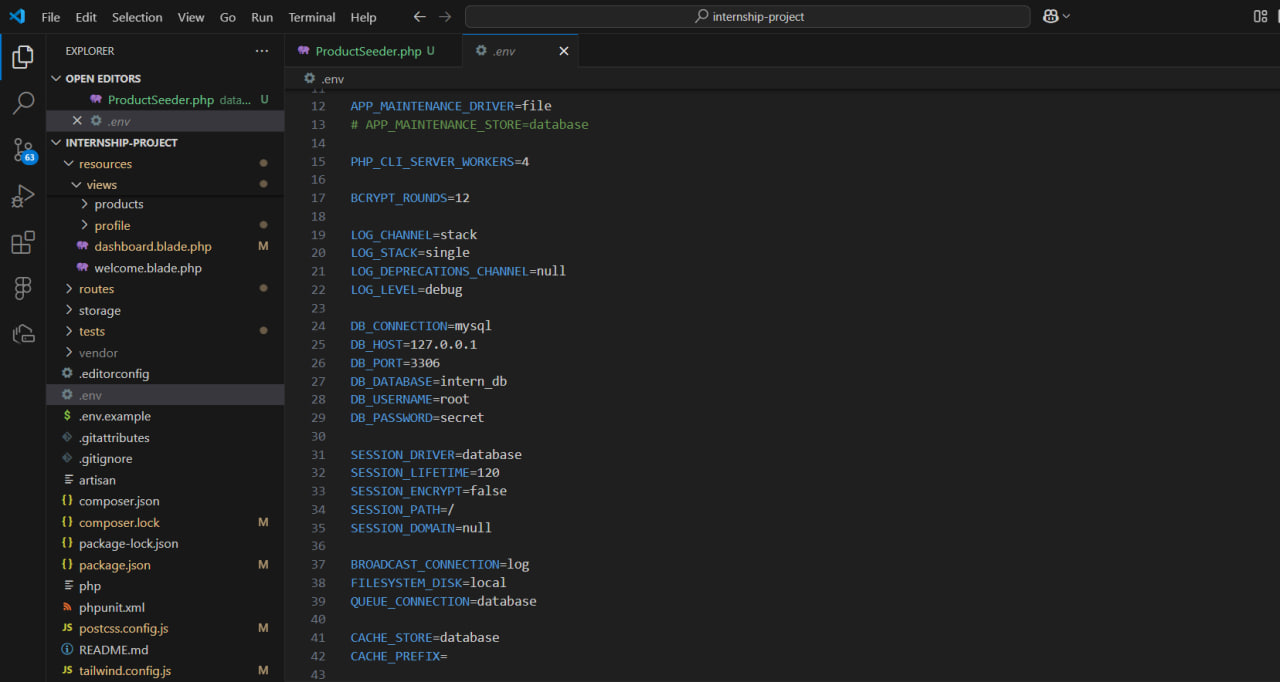 File Edit Selection View Go Run Terminal Help
internship-project
EXPLORER
OPEN EDITORS
ProductSeeder.php data... U
.env
INTERNSHIP-PROJECT
resources
views
products
profile
dashboard.blade.php M
welcome.blade.php
routes
storage
tests
vendor
.editorconfig
.env
.env.example
.gitattributes
.gitignore
artisan
composer.json
composer.lock M
package-lock.json
package.json M
php
phpunit.xml
postcss.config.js M
README.md
tailwind.config.js M
63
ProductSeeder.php U
.env
.env
11
12 APP_MAINTENANCE_DRIVER=file
13 # APP_MAINTENANCE_STORE=database
14
15 PHP_CLI_SERVER_WORKERS=4
16
17 BCRYPT_ROUNDS=12
18
19 LOG_CHANNEL=stack
20 LOG_STACK=single
21 LOG_DEPRECATIONS_CHANNEL=null
22 LOG_LEVEL=debug
23
24 DB_CONNECTION=mysql
25 DB_HOST=127.0.0.1
26 DB_PORT=3306
27 DB_DATABASE=intern_db
28 DB_USERNAME=root
29 DB_PASSWORD=secret
30
31 SESSION_DRIVER=database
32 SESSION_LIFETIME=120
33 SESSION_ENCRYPT=false
34 SESSION_PATH=/
35 SESSION_DOMAIN=null
36
37 BROADCAST_CONNECTION=log
38 FILESYSTEM_DISK=local
39 QUEUE_CONNECTION=database
40
41 CACHE_STORE=database
42 CACHE_PREFIX=
43